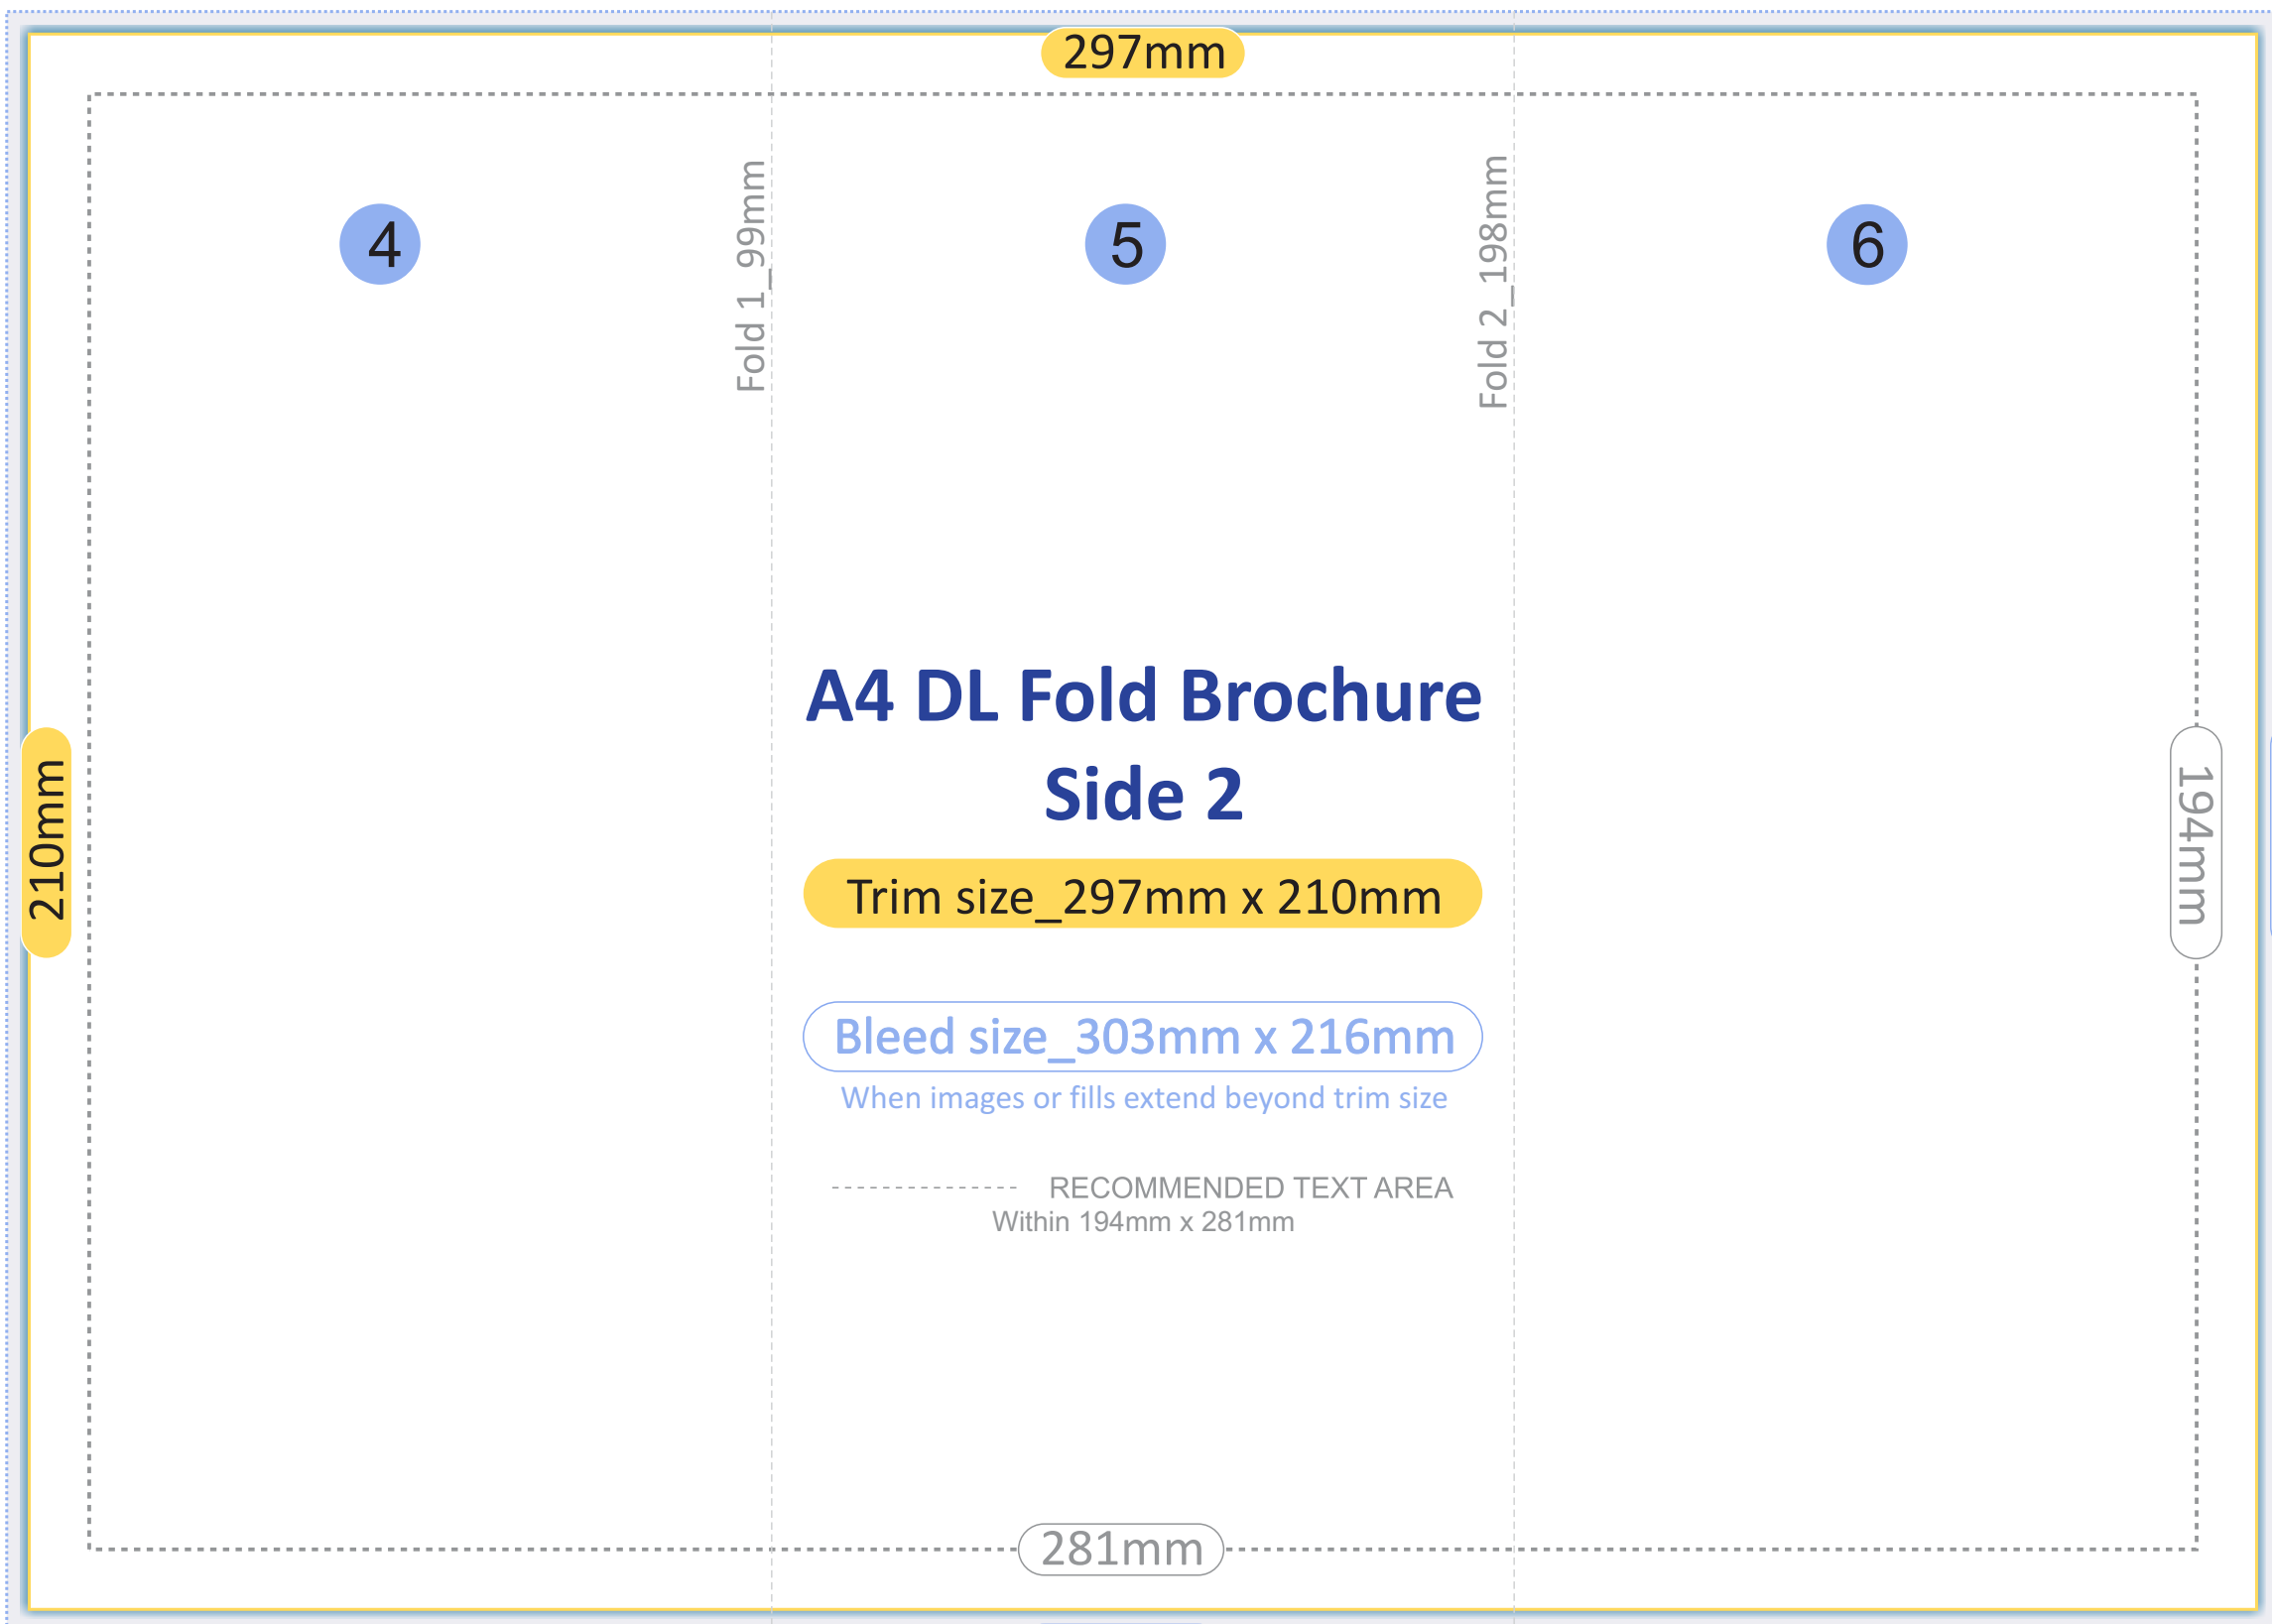 297mm
4
Fold 1_99mm
5
Fold 2_198mm
6
A4 DL Fold Brochure
Side 2
210mm
Trim size_297mm x 210mm
194mm
Bleed size_303mm x 216mm
When images or fills extend beyond trim size
RECOMMENDED TEXT AREA
Within 194mm x 281mm
281mm